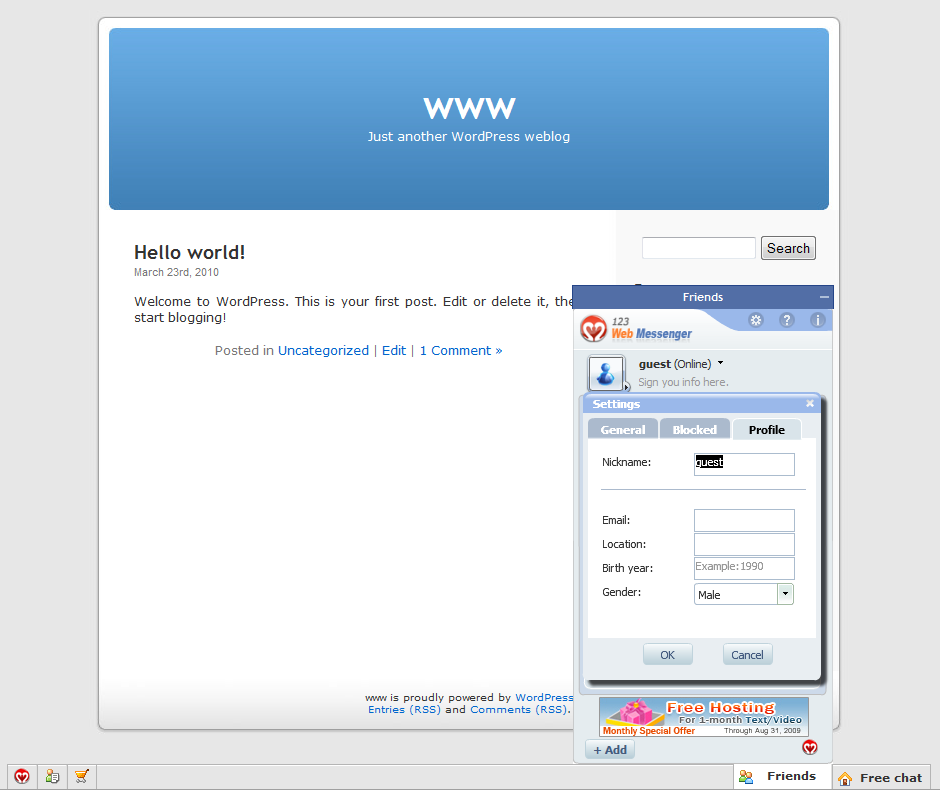 www
Just another WordPress weblog
Hello world!
March 23rd, 2010
Welcome to WordPress. This is your first post. Edit or delete it, the
start blogging!
Posted in Uncategorized | Edit | 1 Comment »
Search
www is proudly powered by WordPress
Entries (RSS) and Comments (RSS).
Friends
123
Web Messenger
? i
guest (Online)
Sign you info here.
Settings
General Blocked Profile
Nickname: guest
Email:
Location:
Birth year: Example:1990
Gender: Male
OK Cancel
Free Hosting
For 1-month Text/Video
Monthly Special Offer Through Aug 31, 2009
+ Add
Friends Free chat